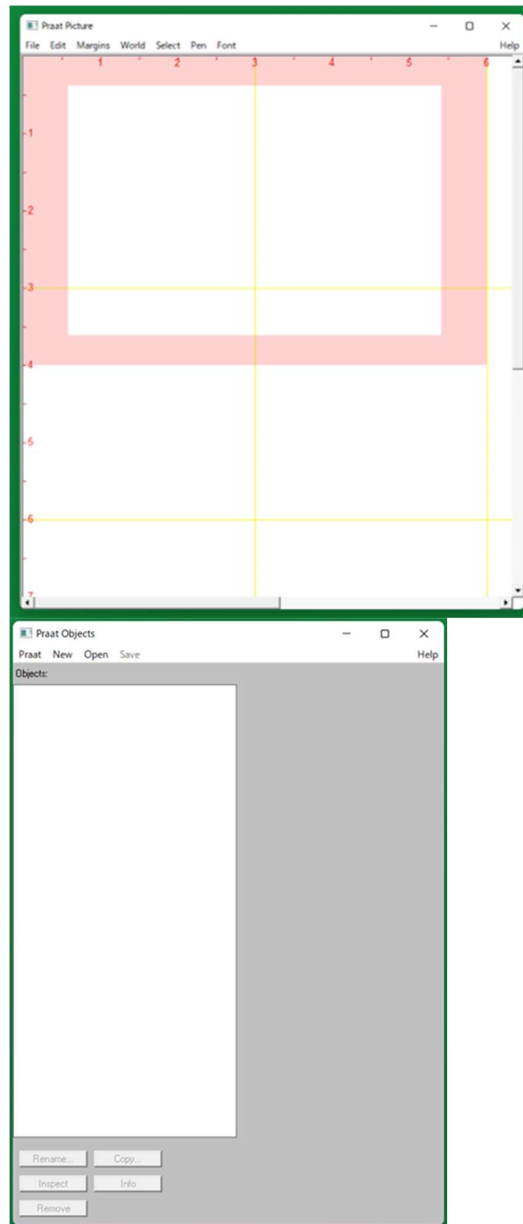 Praat Picture
File Edit Margins World Select Pen Font Help
1 2 3 4 5 6
1
2
3
4
5
6
7
Praat Objects
Praat New Open Save Help
Objects:
Rename... Copy...
Inspect Info
Remove